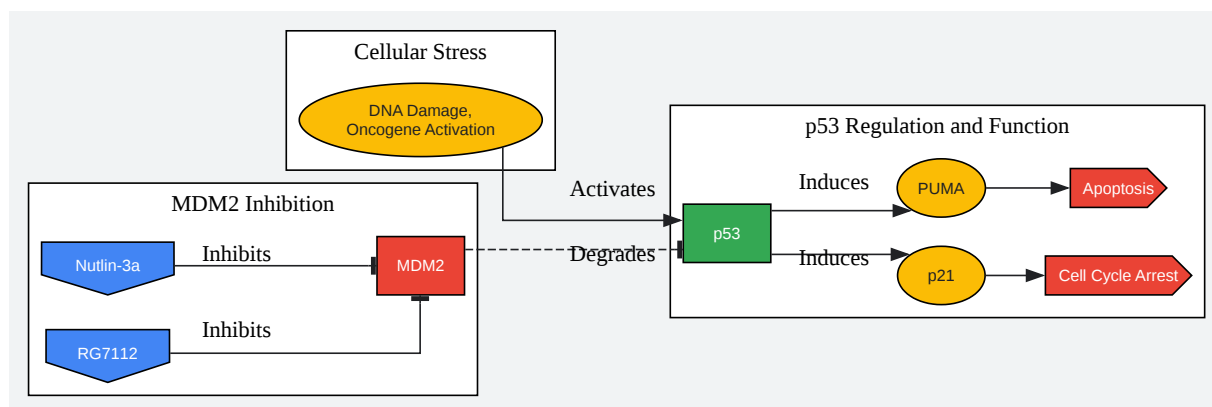 Cellular Stress
DNA Damage,
Oncogene Activation
p53 Regulation and Function
Activates
Induces
PUMA
Apoptosis
MDM2 Inhibition
p53
Nutlin-3a
Inhibits
MDM2
Degrades
Induces
p21
Cell Cycle Arrest
Inhibits
RG7112